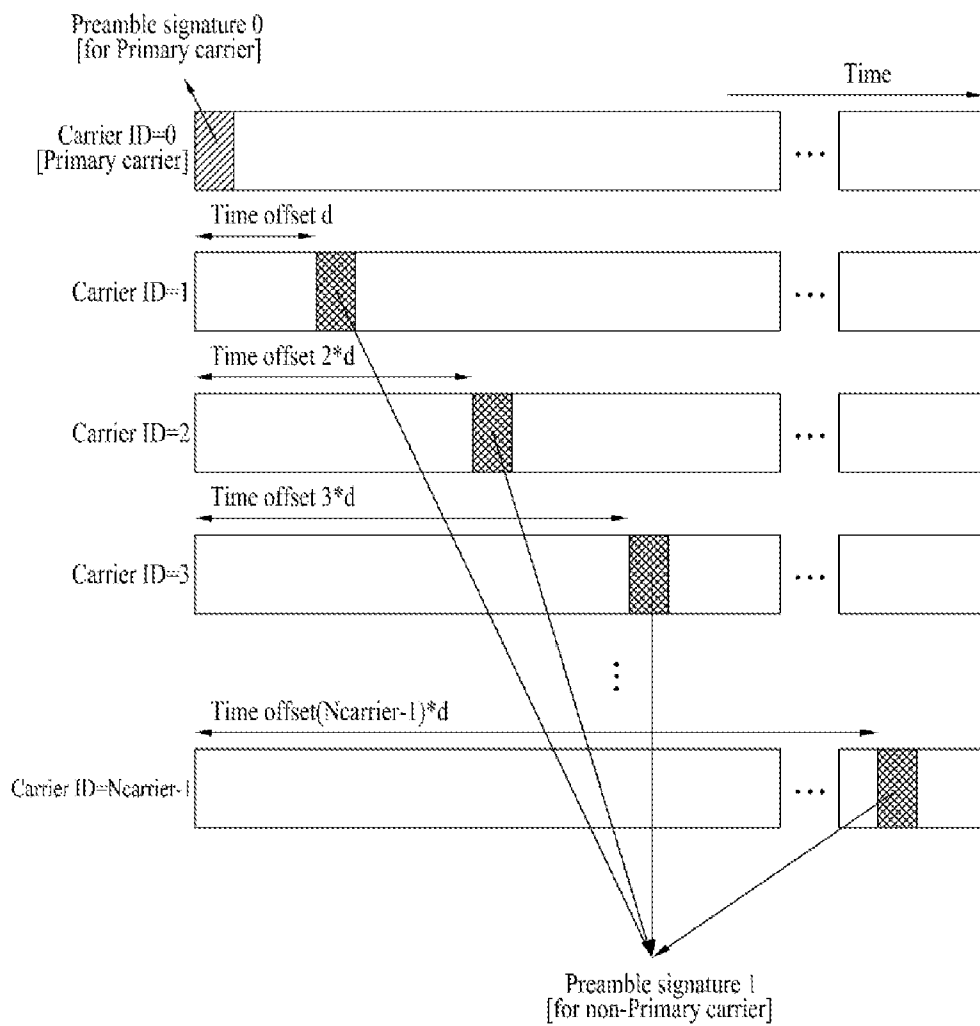 Preamble signature 0
[for Primary carrier]
Time
Carrier ID=0
[Primary carrier]
Time offset d
Carrier ID=1
Time offset 2*d
Carrier ID=2
Time offset 3*d
Carrier ID=3
Time offset(Ncarrier-1)*d
Carrier ID=Ncarrier-1
Preamble signature 1
[for non-Primary carrier]